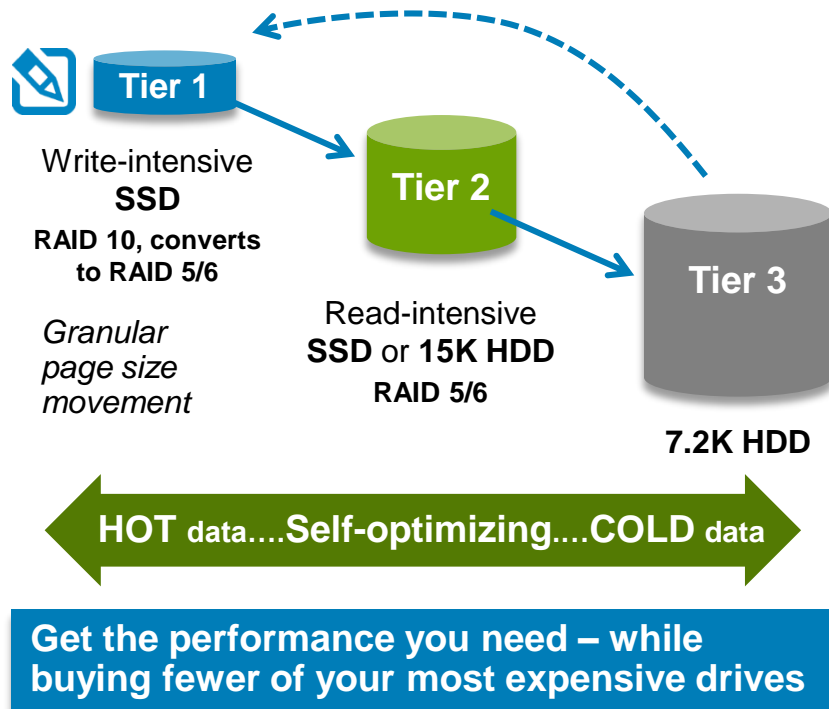 Tier 1
Write-intensive
SSD
RAID 10, converts
to RAID 5/6
Granular
page size
movement
Tier 2
Read-intensive
SSD or 15K HDD
RAID 5/6
Tier 3
7.2K HDD
HOT data....Self-optimizing....COLD data
Get the performance you need – while
buying fewer of your most expensive drives